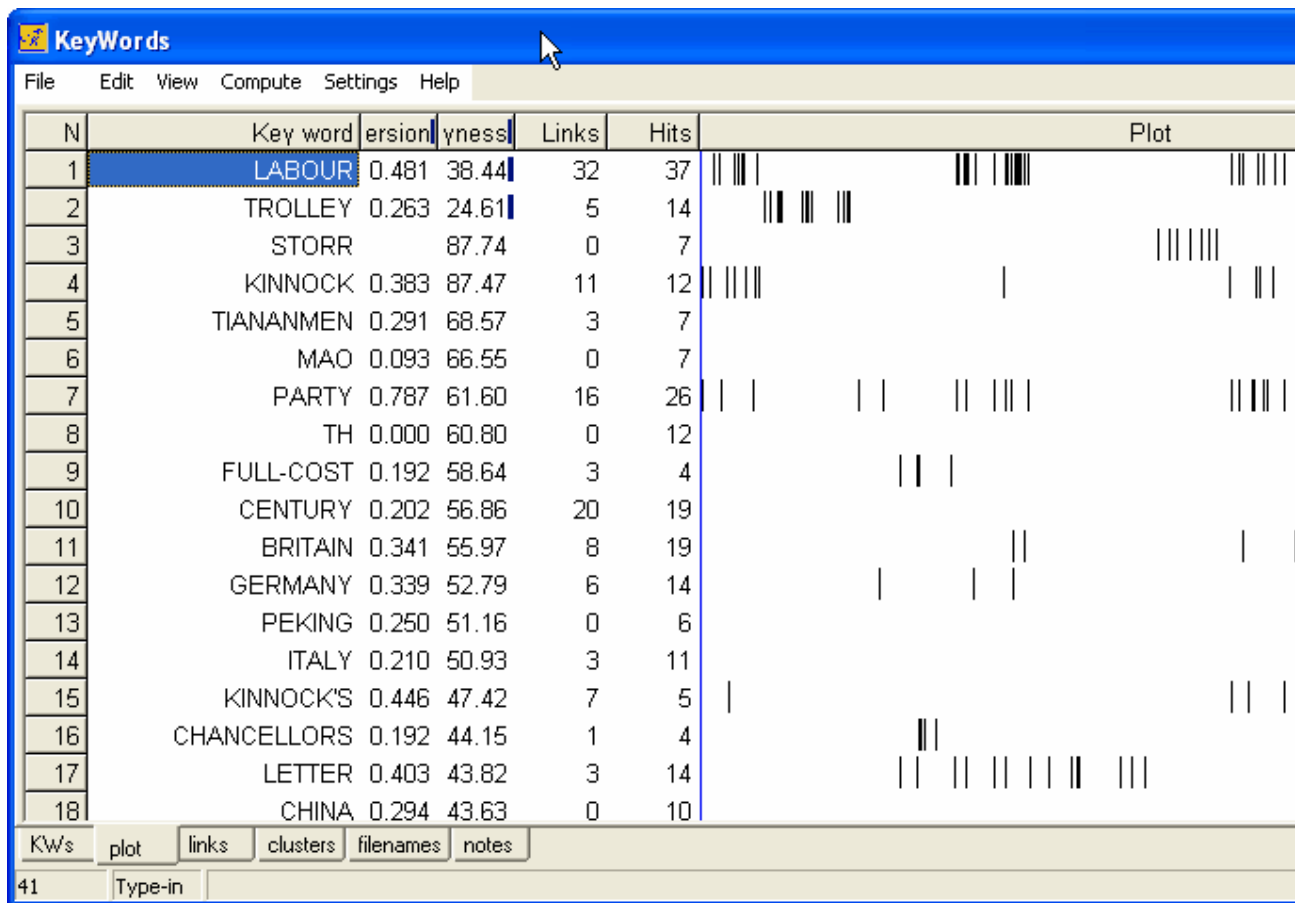 KeyWords
File Edit View Compute Settings Help
N Key word ersion yness Links Hits Plot
1 LABOUR 0.481 38.44 32 37
2 TROLLEY 0.263 24.61 5 14
3 STORR 87.74 0 7
4 KINNOCK 0.383 87.47 11 12
5 TIANANMEN 0.291 68.57 3 7
6 MAO 0.093 66.55 0 7
7 PARTY 0.787 61.60 16 26
8 TH 0.000 60.80 0 12
9 FULL-COST 0.192 58.64 3 4
10 CENTURY 0.202 56.86 20 19
11 BRITAIN 0.341 55.97 8 19
12 GERMANY 0.339 52.79 6 14
13 PEKING 0.250 51.16 0 6
14 ITALY 0.210 50.93 3 11
15 KINNOCK'S 0.446 47.42 7 5
16 CHANCELLORS 0.192 44.15 1 4
17 LETTER 0.403 43.82 3 14
18 CHINA 0.294 43.63 0 10
KW's plot links clusters filenames notes
41 Type-in